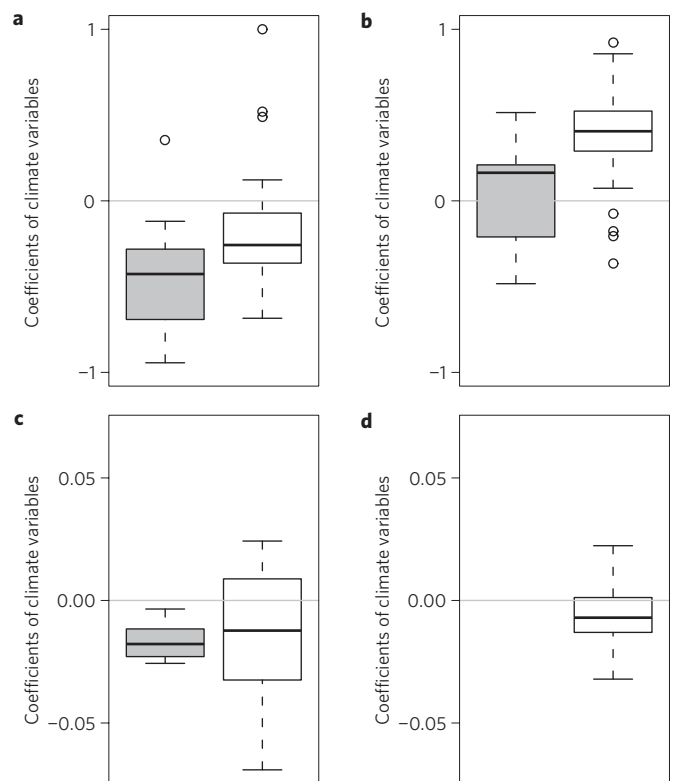 a
Coefficients of climate variables
1
0
−1
b
Coefficients of climate variables
1
0
−1
c
Coefficients of climate variables
0.05
0.00
−0.05
d
Coefficients of climate variables
0.05
0.00
−0.05